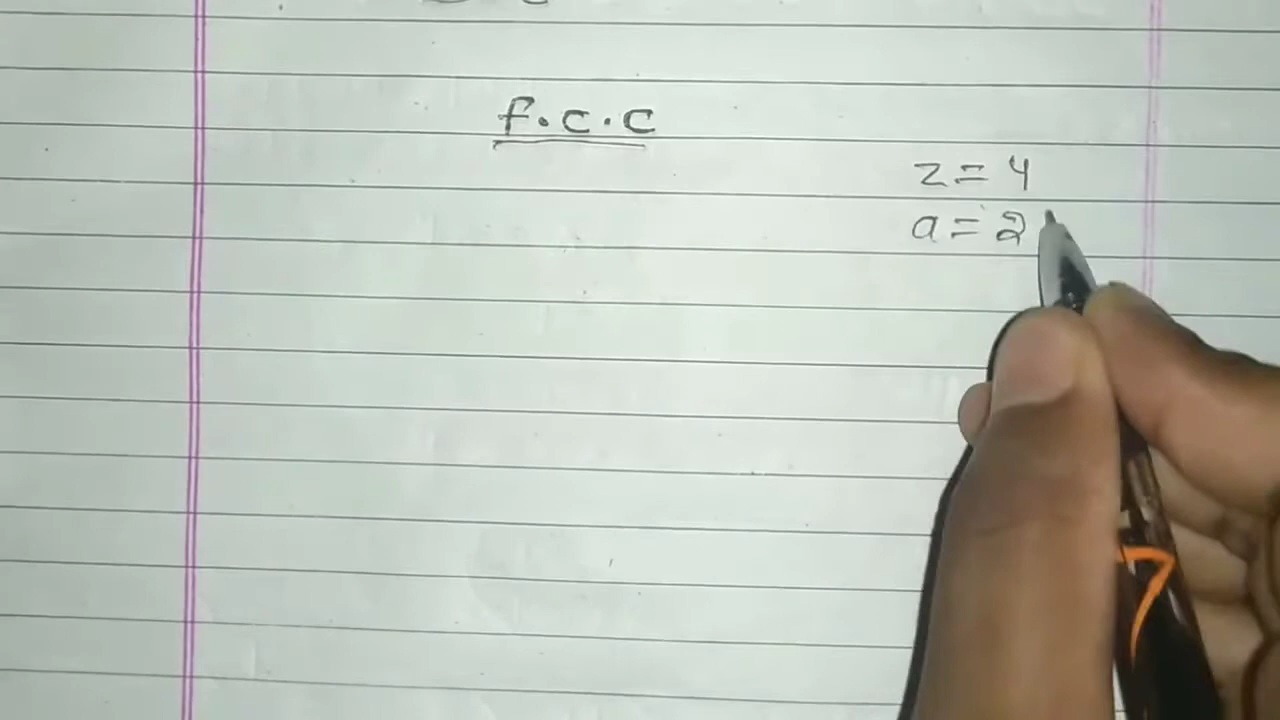 f.c.c
z = 4
a = 2